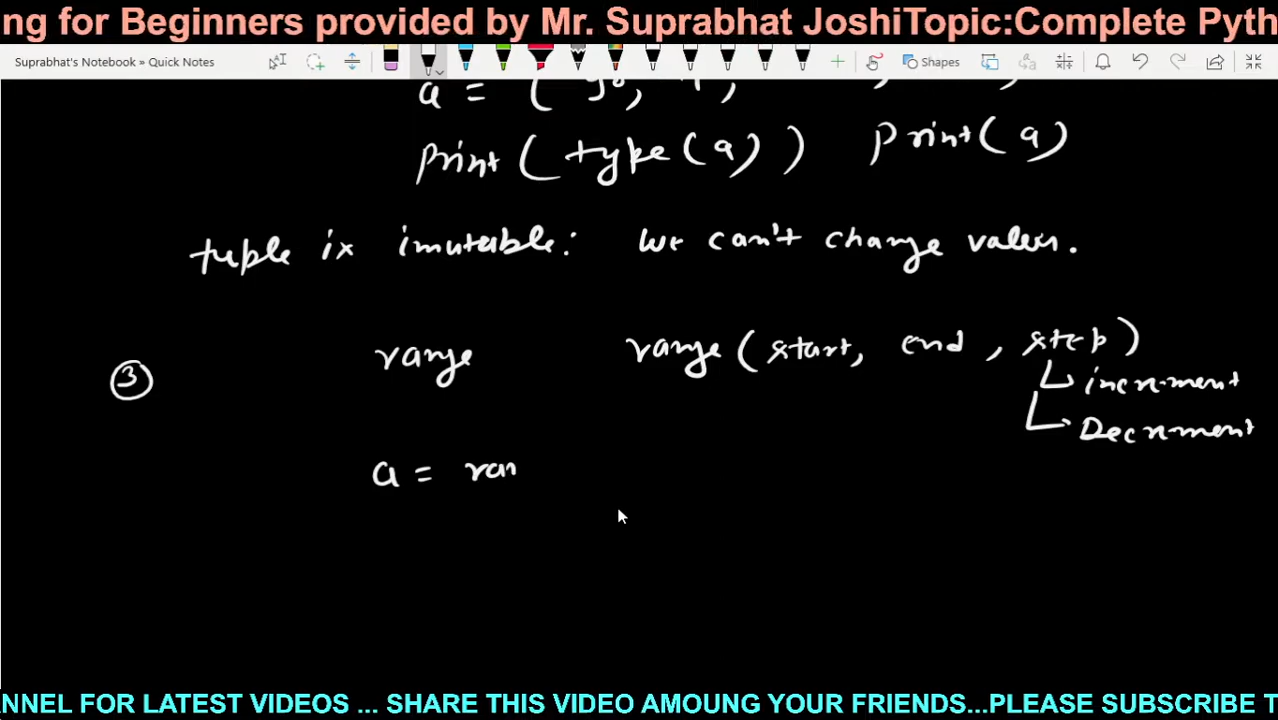 ng for Beginners provided by Mr. Suprabhat JoshiTopic:Complete Pyth
Suprabhat's Notebook » Quick Notes
Shapes
a = (
print(type(a)) print(a)
tuple is imutable: we can't change values.
3 range range(start, end, step)
increment
Decrement
a = ran
ANNEL FOR LATEST VIDEOS ... SHARE THIS VIDEO AMOUNG YOUR FRIENDS...PLEASE SUBSCRIBE T